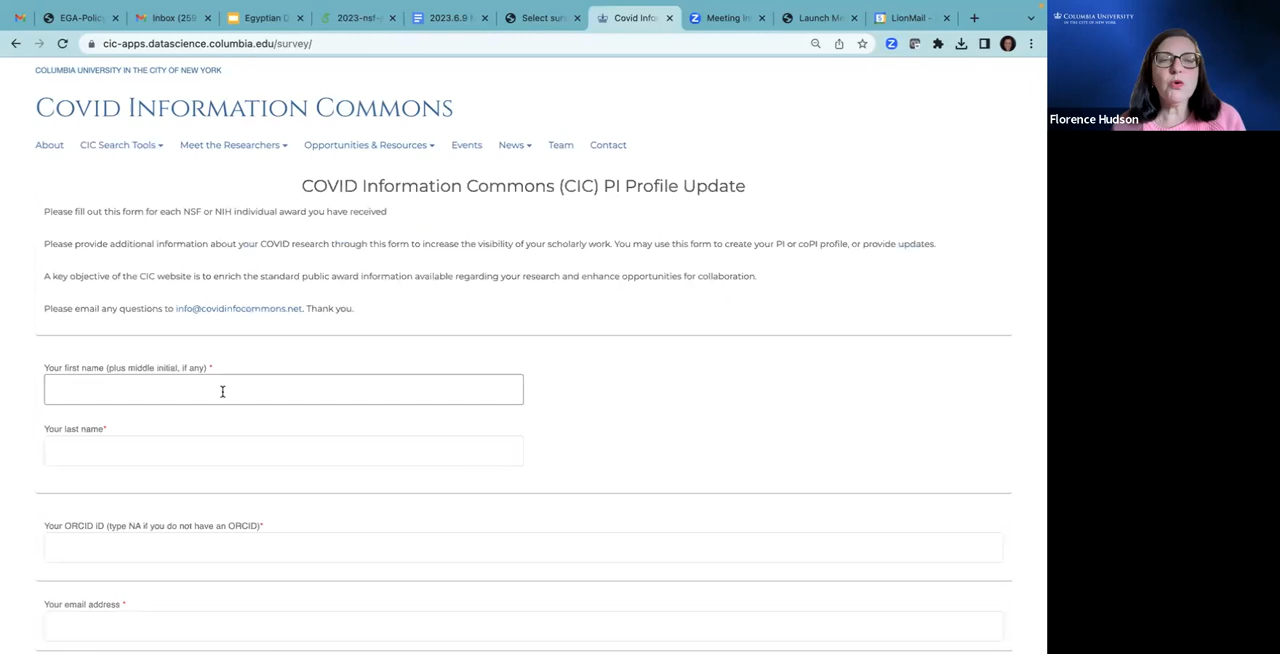 EGA-Policy
Inbox (259
Egyptian D
2023-nsf-r
2023.6.9 M
Select sur
Covid Info
Meeting In
Launch Me
LionMail -
cic-apps.datascience.columbia.edu/survey/
COLUMBIA UNIVERSITY
IN THE CITY OF NEW YORK
Florence Hudson
COLUMBIA UNIVERSITY IN THE CITY OF NEW YORK
COVID INFORMATION COMMONS
About CIC Search Tools Meet the Researchers Opportunities & Resources Events News Team Contact
COVID Information Commons (CIC) PI Profile Update
Please fill out this form for each NSF or NIH individual award you have received
Please provide additional information about your COVID research through this form to increase the visibility of your scholarly work. You may use this form to create your PI or coPI profile, or provide updates.
A key objective of the CIC website is to enrich the standard public award information available regarding your research and enhance opportunities for collaboration.
Please email any questions to info@covidinfocommons.net. Thank you.
Your first name (plus middle initial, if any) *
Your last name*
Your ORCID iD (type NA if you do not have an ORCID)*
Your email address *